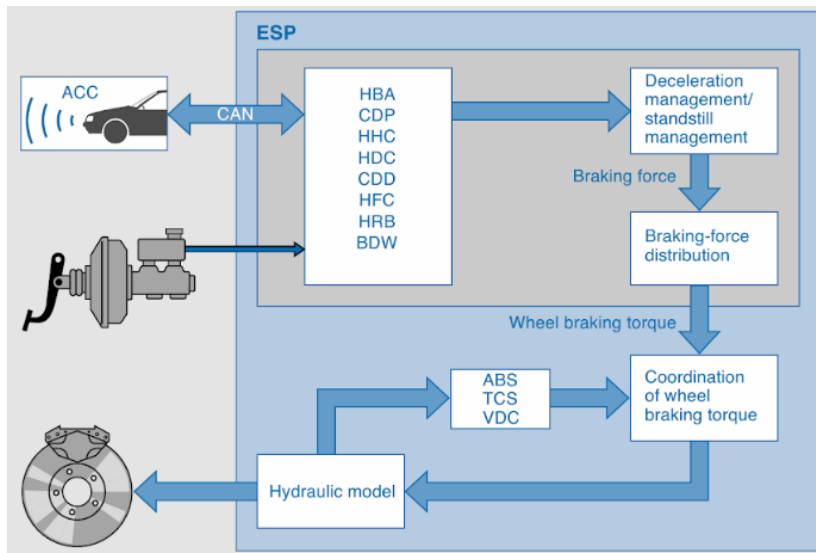 ESP
ACC
CAN
HBA
CDP
HHC
HDC
CDD
HFC
HRB
BDW
Deceleration
management/
standstill
management
Braking force
Braking-force
distribution
Wheel braking torque
ABS
TCS
VDC
Coordination
of wheel
braking torque
Hydraulic model